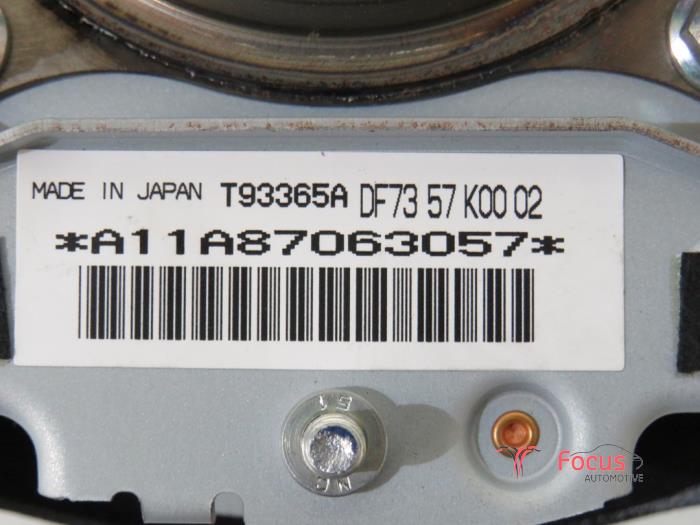 MADE IN JAPAN T93365A DF73 57 K00 02
*A11A87063057*
Focus
AUTOMOTIVE